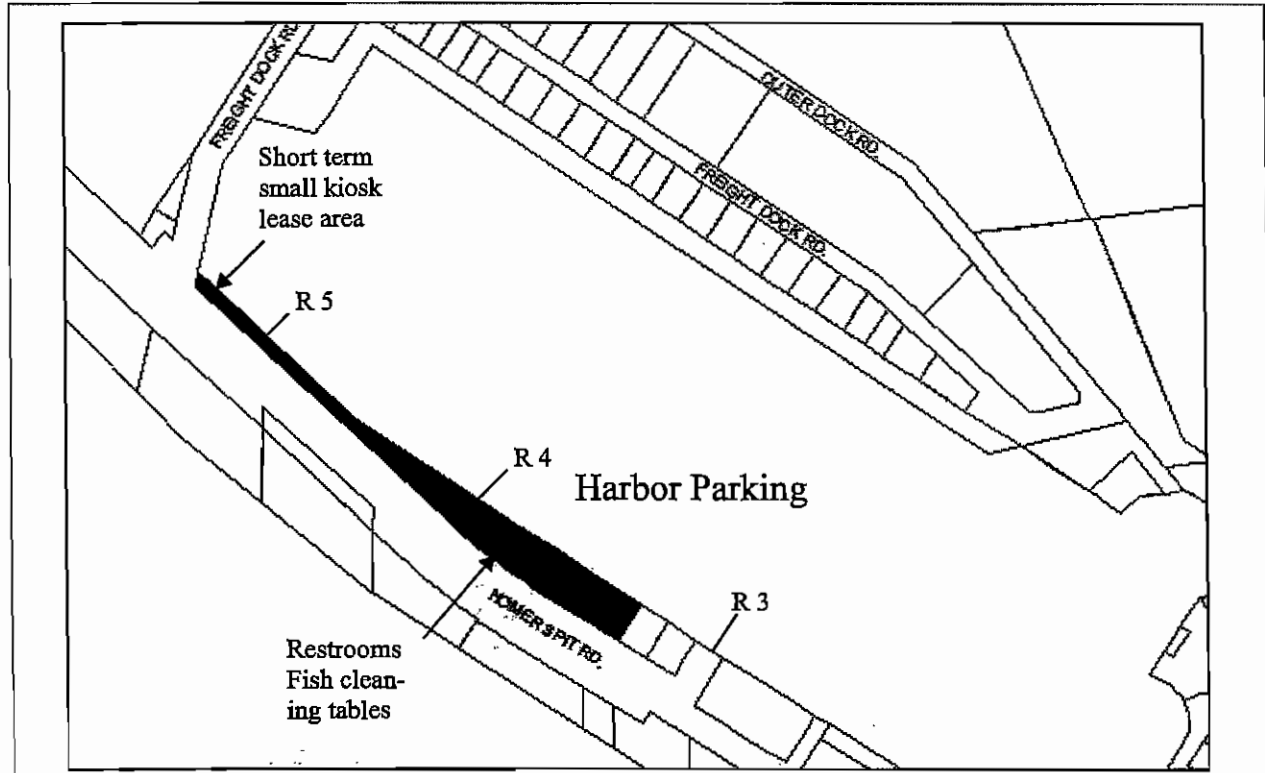 FREIGHT DOCK RD.
OUTER DOCK RD.
FREIGHT DOCK RD.
Short term
small kiosk
lease area
R 5
R 4
Harbor Parking
R 3
HOMER SPIT RD.
Restrooms
Fish clean-
ing tables